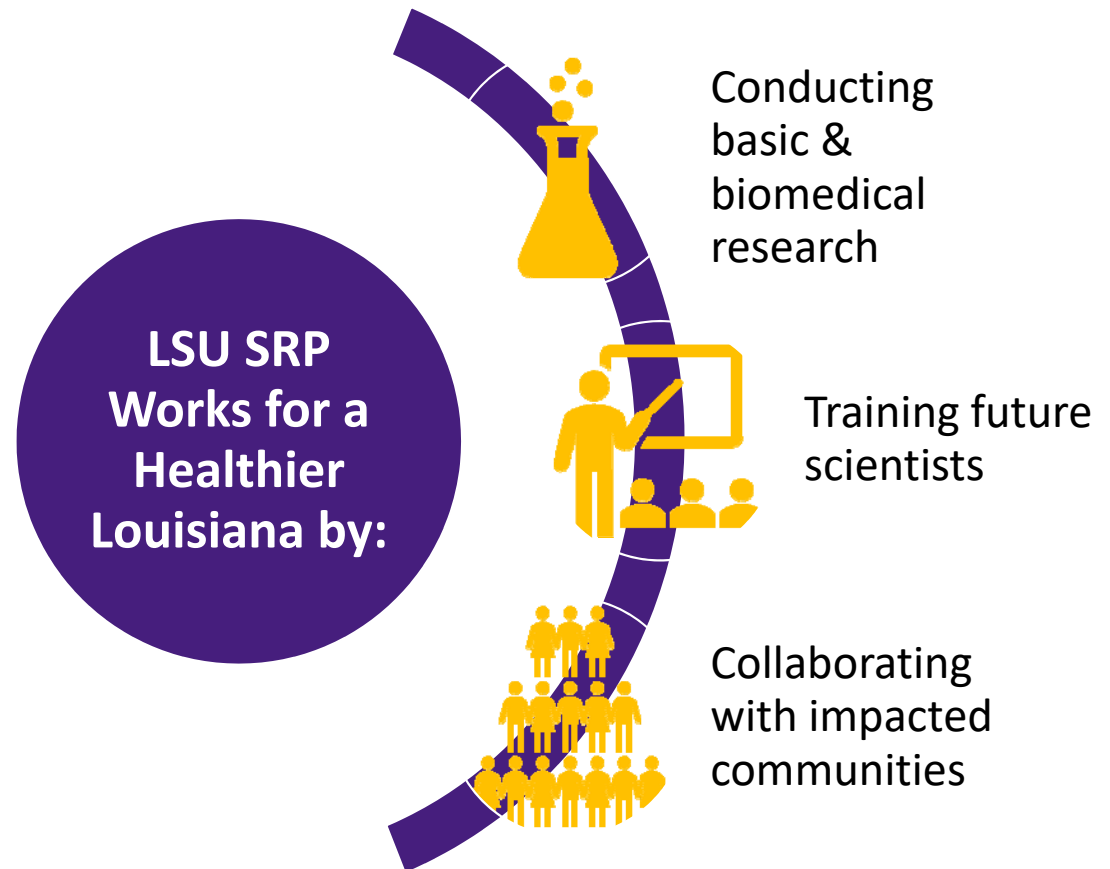 LSU SRP
Works for a
Healthier
Louisiana by:
Conducting
basic &
biomedical
research
Training future
scientists
Collaborating
with impacted
communities